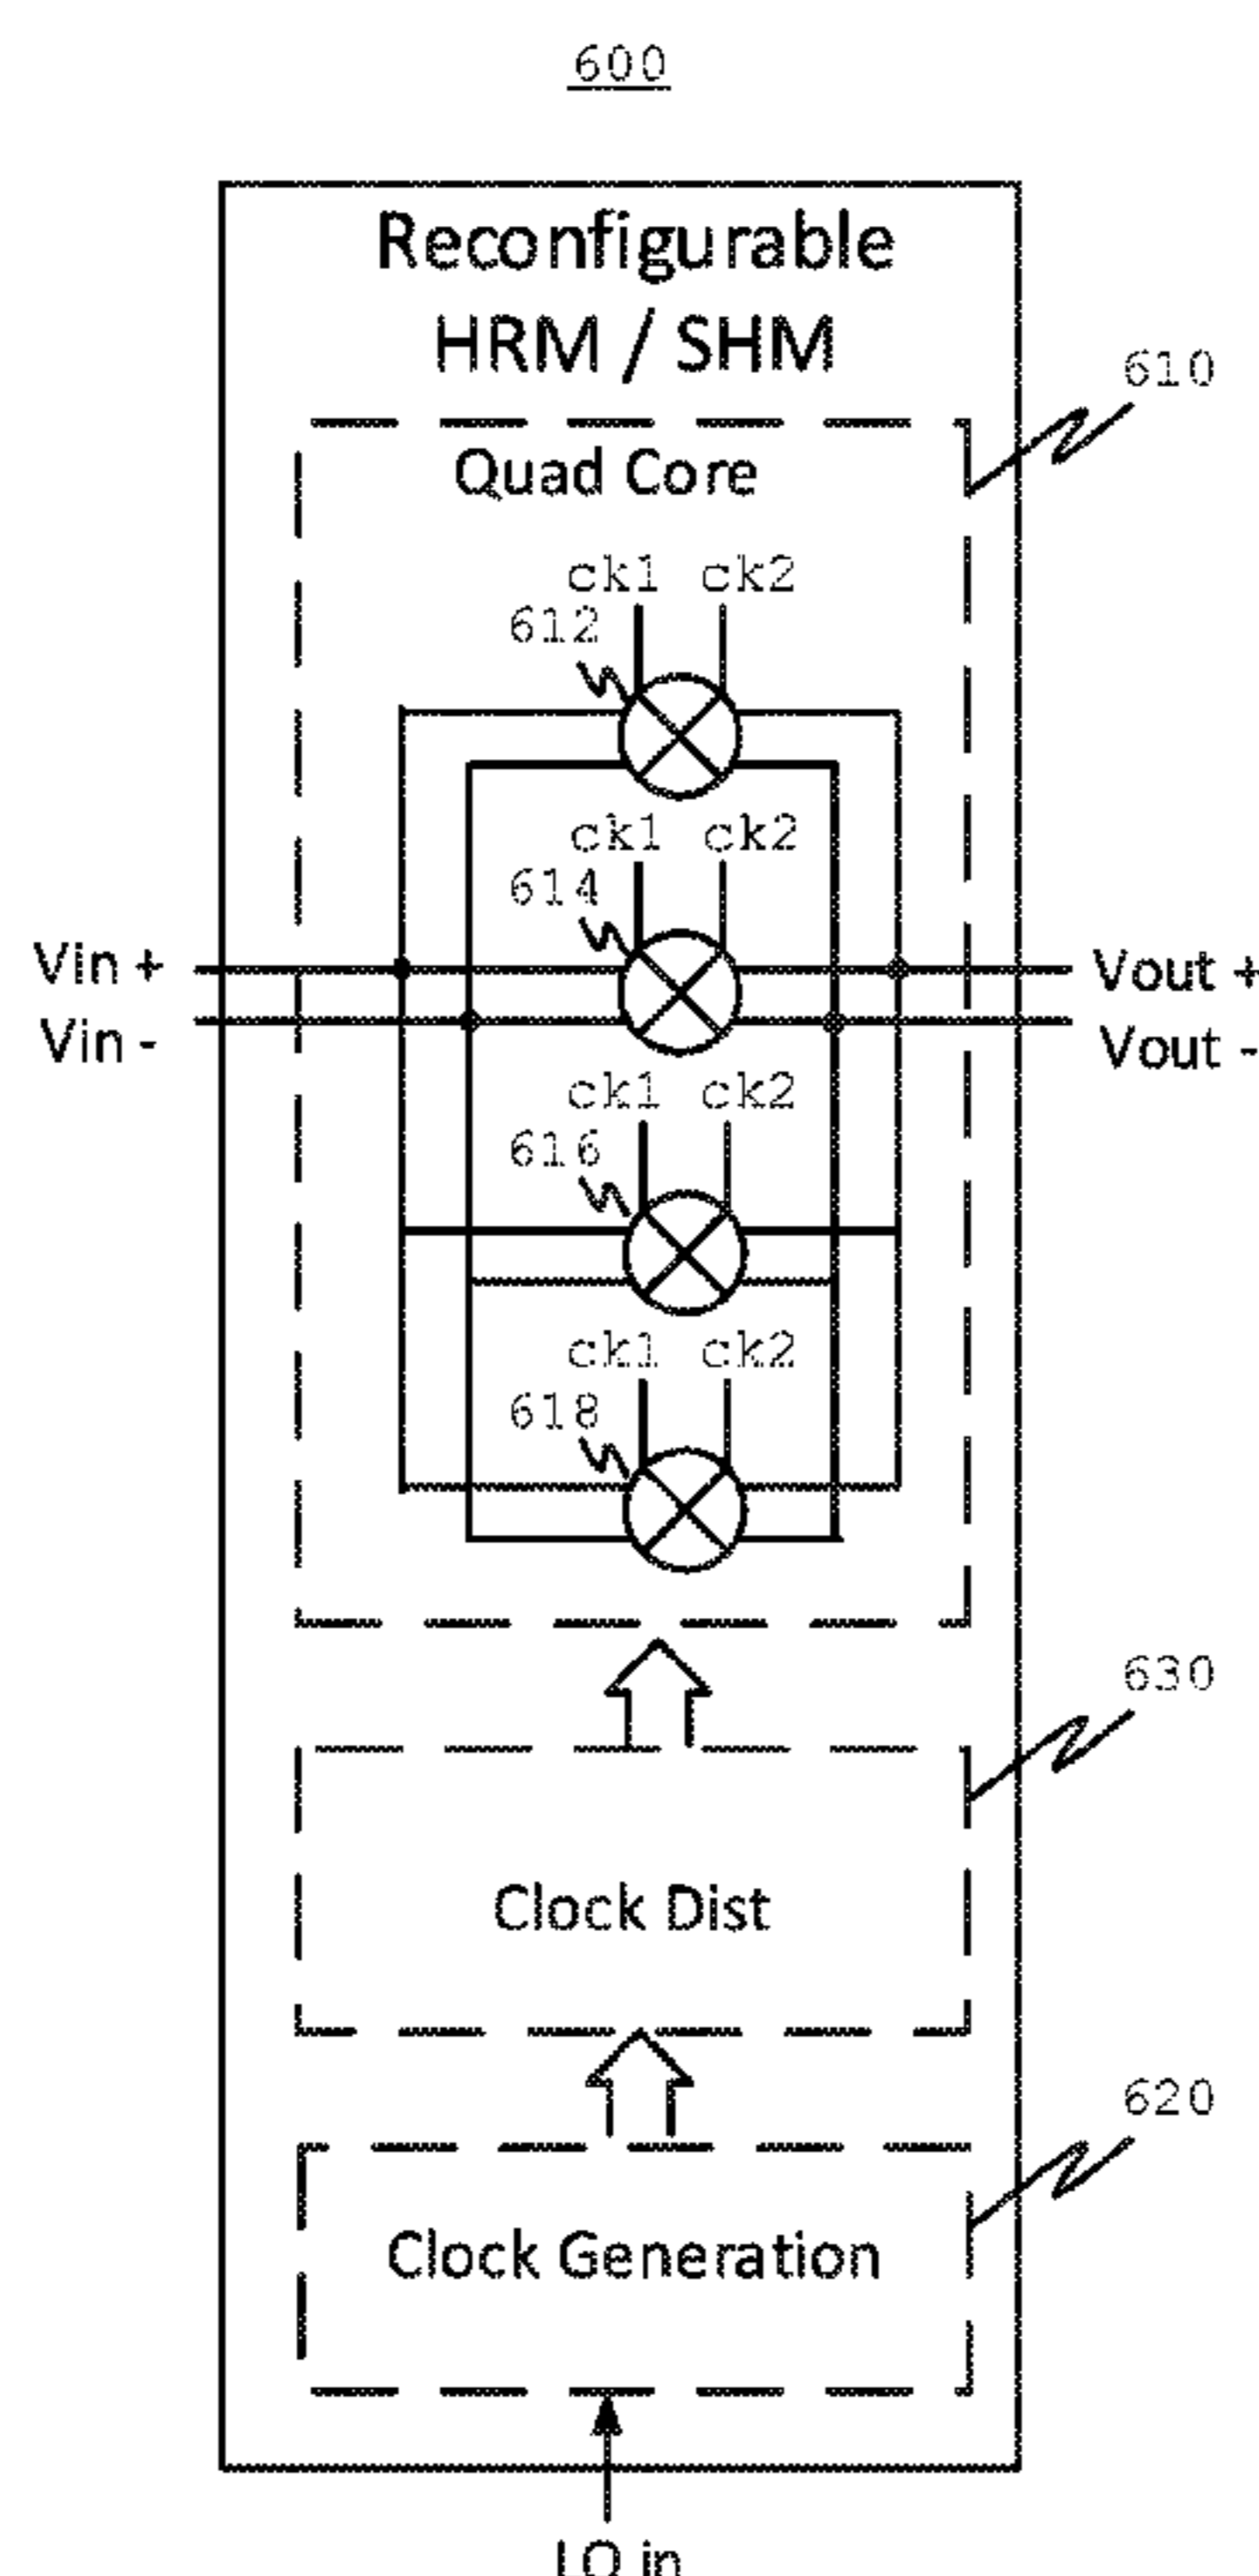 600
Reconfigurable
HRM / SHM
610
Quad Core
ck1 ck2
612
ck1 ck2
614
Vin +
Vout +
Vin -
Vout -
ck1 ck2
616
ck1 ck2
618
630
Clock Dist
620
Clock Generation
LO in